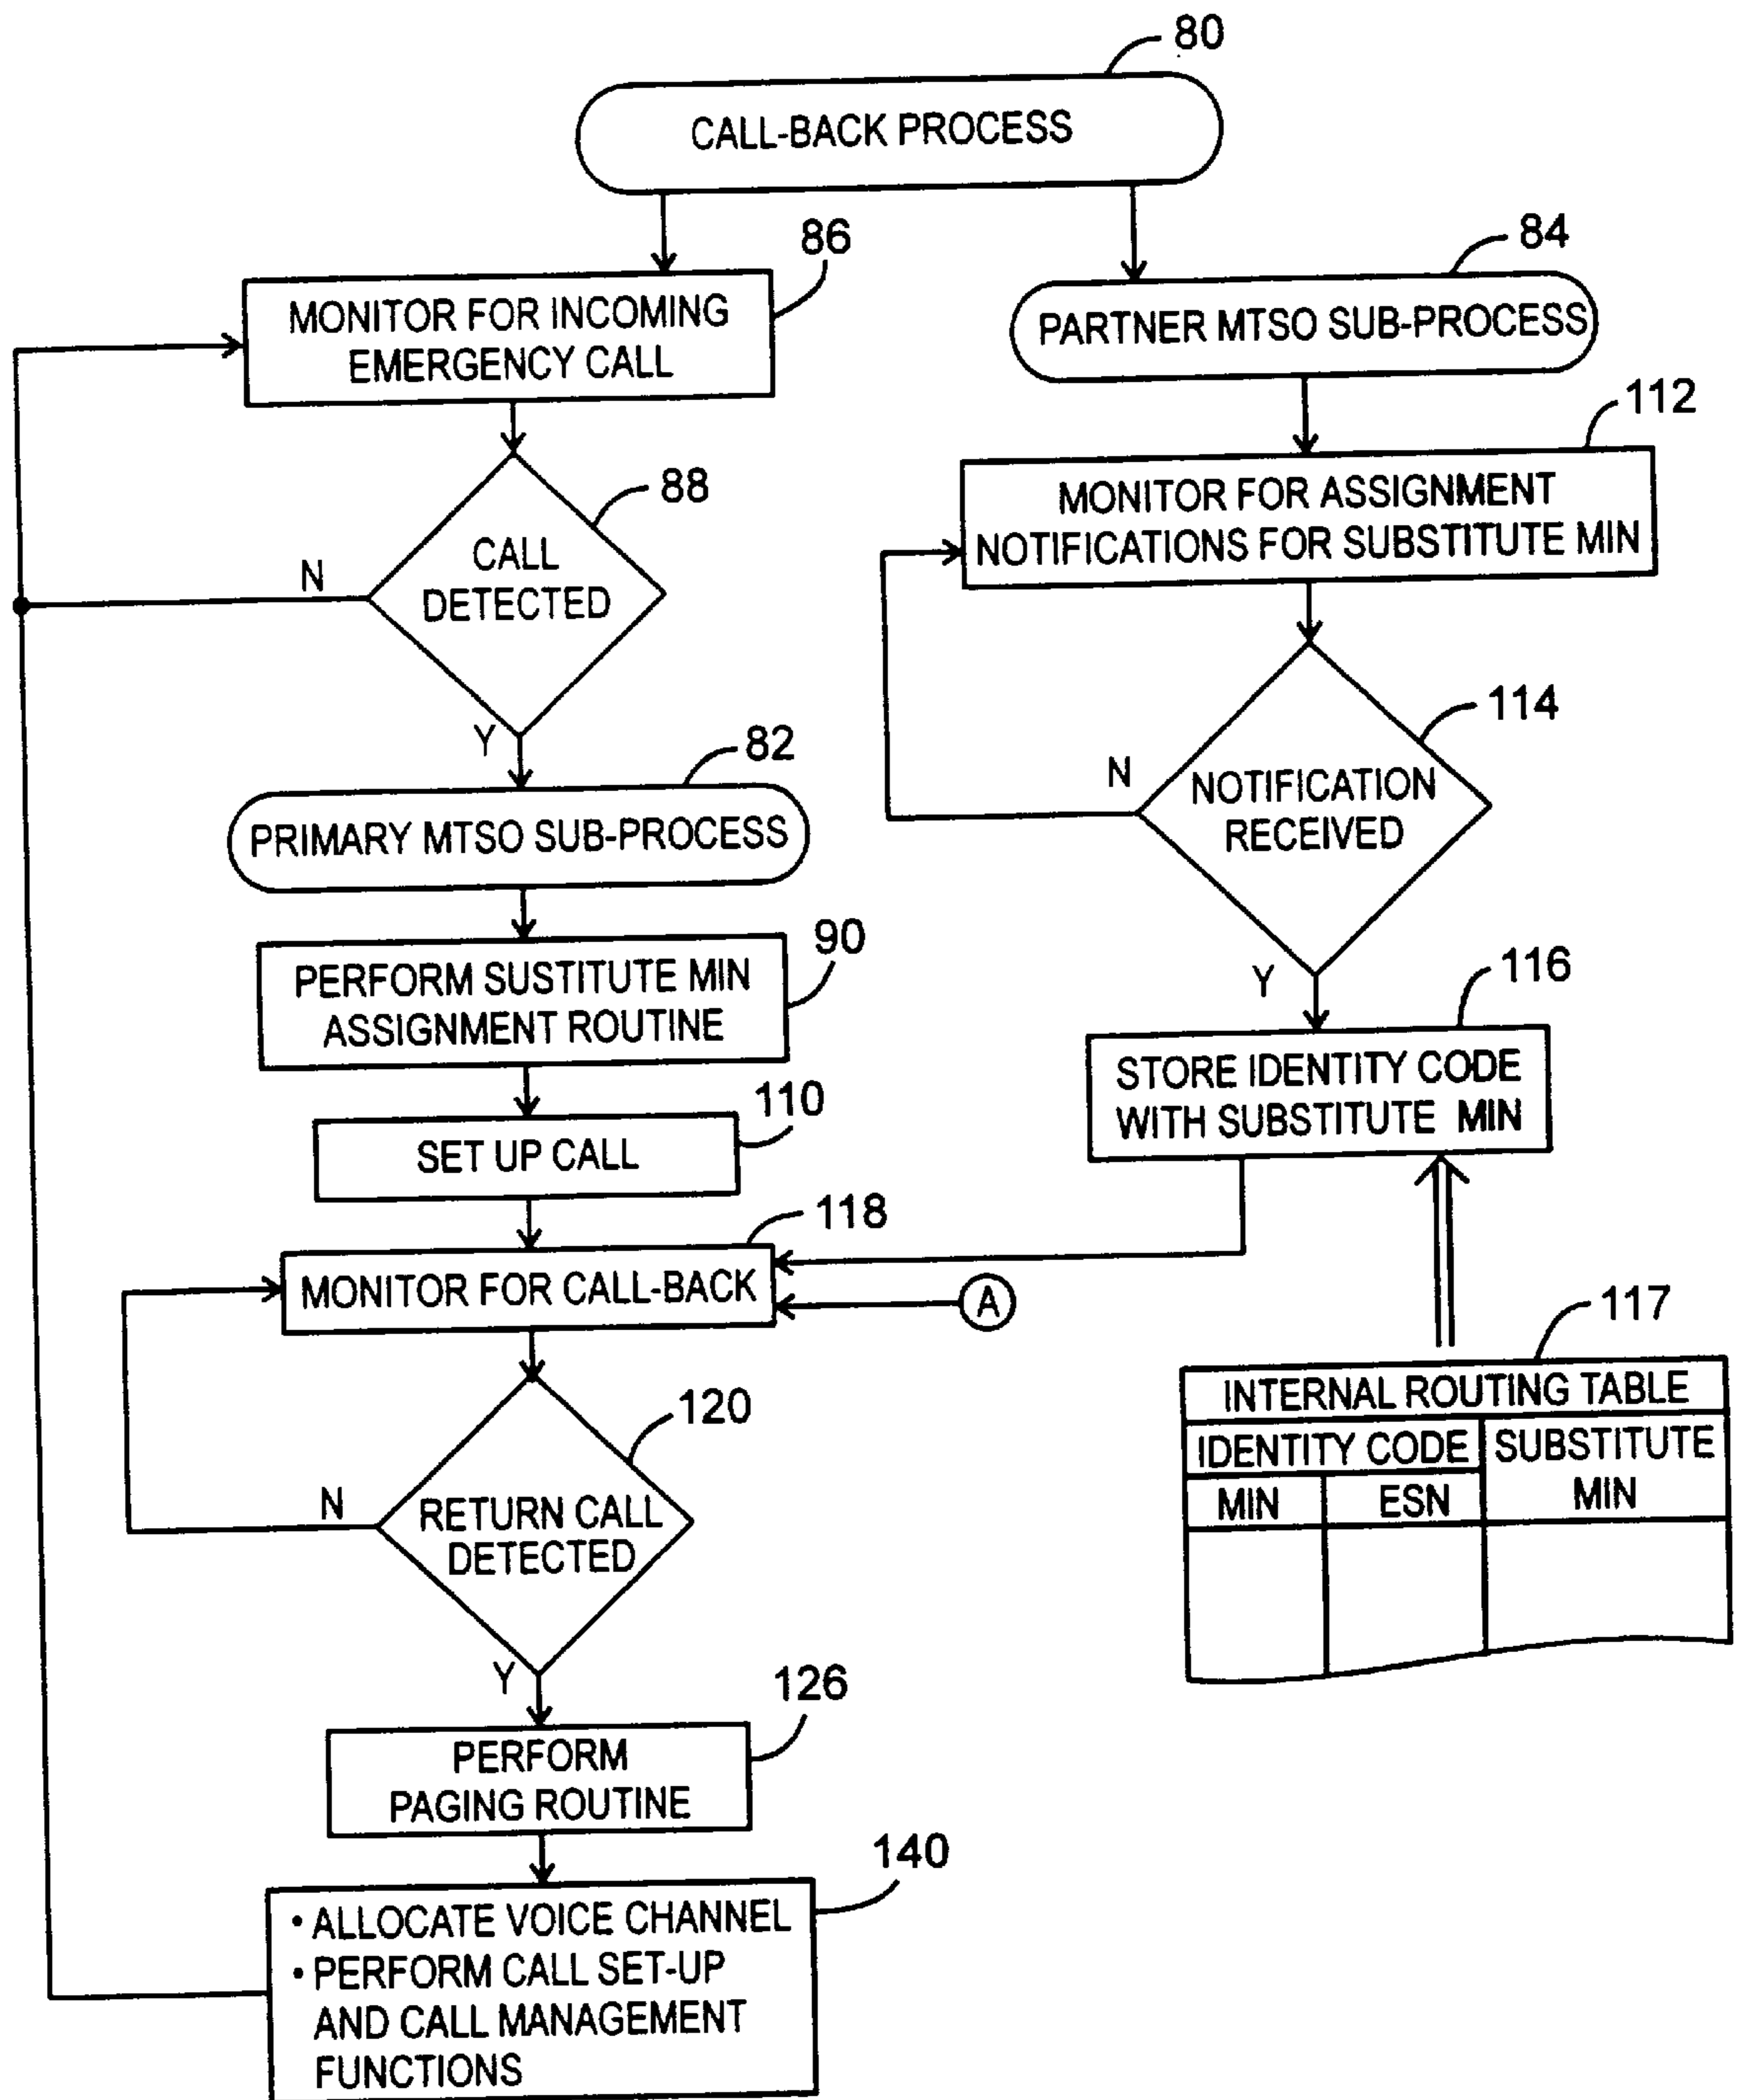 80
CALL-BACK PROCESS
86
84
MONITOR FOR INCOMING
EMERGENCY CALL
PARTNER MTSO SUB-PROCESS
112
88
MONITOR FOR ASSIGNMENT
NOTIFICATIONS FOR SUBSTITUTE MIN
CALL
DETECTED
N
Y
114
82
NOTIFICATION
RECEIVED
N
Y
PRIMARY MTSO SUB-PROCESS
90
PERFORM SUSTITUTE MIN
ASSIGNMENT ROUTINE
116
STORE IDENTITY CODE
WITH SUBSTITUTE MIN
110
SET UP CALL
118
MONITOR FOR CALL-BACK
A
117
INTERNAL ROUTING TABLE
IDENTITY CODE
SUBSTITUTE
MIN
MIN
ESN
120
RETURN CALL
DETECTED
N
Y
126
PERFORM
PAGING ROUTINE
140
• ALLOCATE VOICE CHANNEL
• PERFORM CALL SET-UP
AND CALL MANAGEMENT
FUNCTIONS